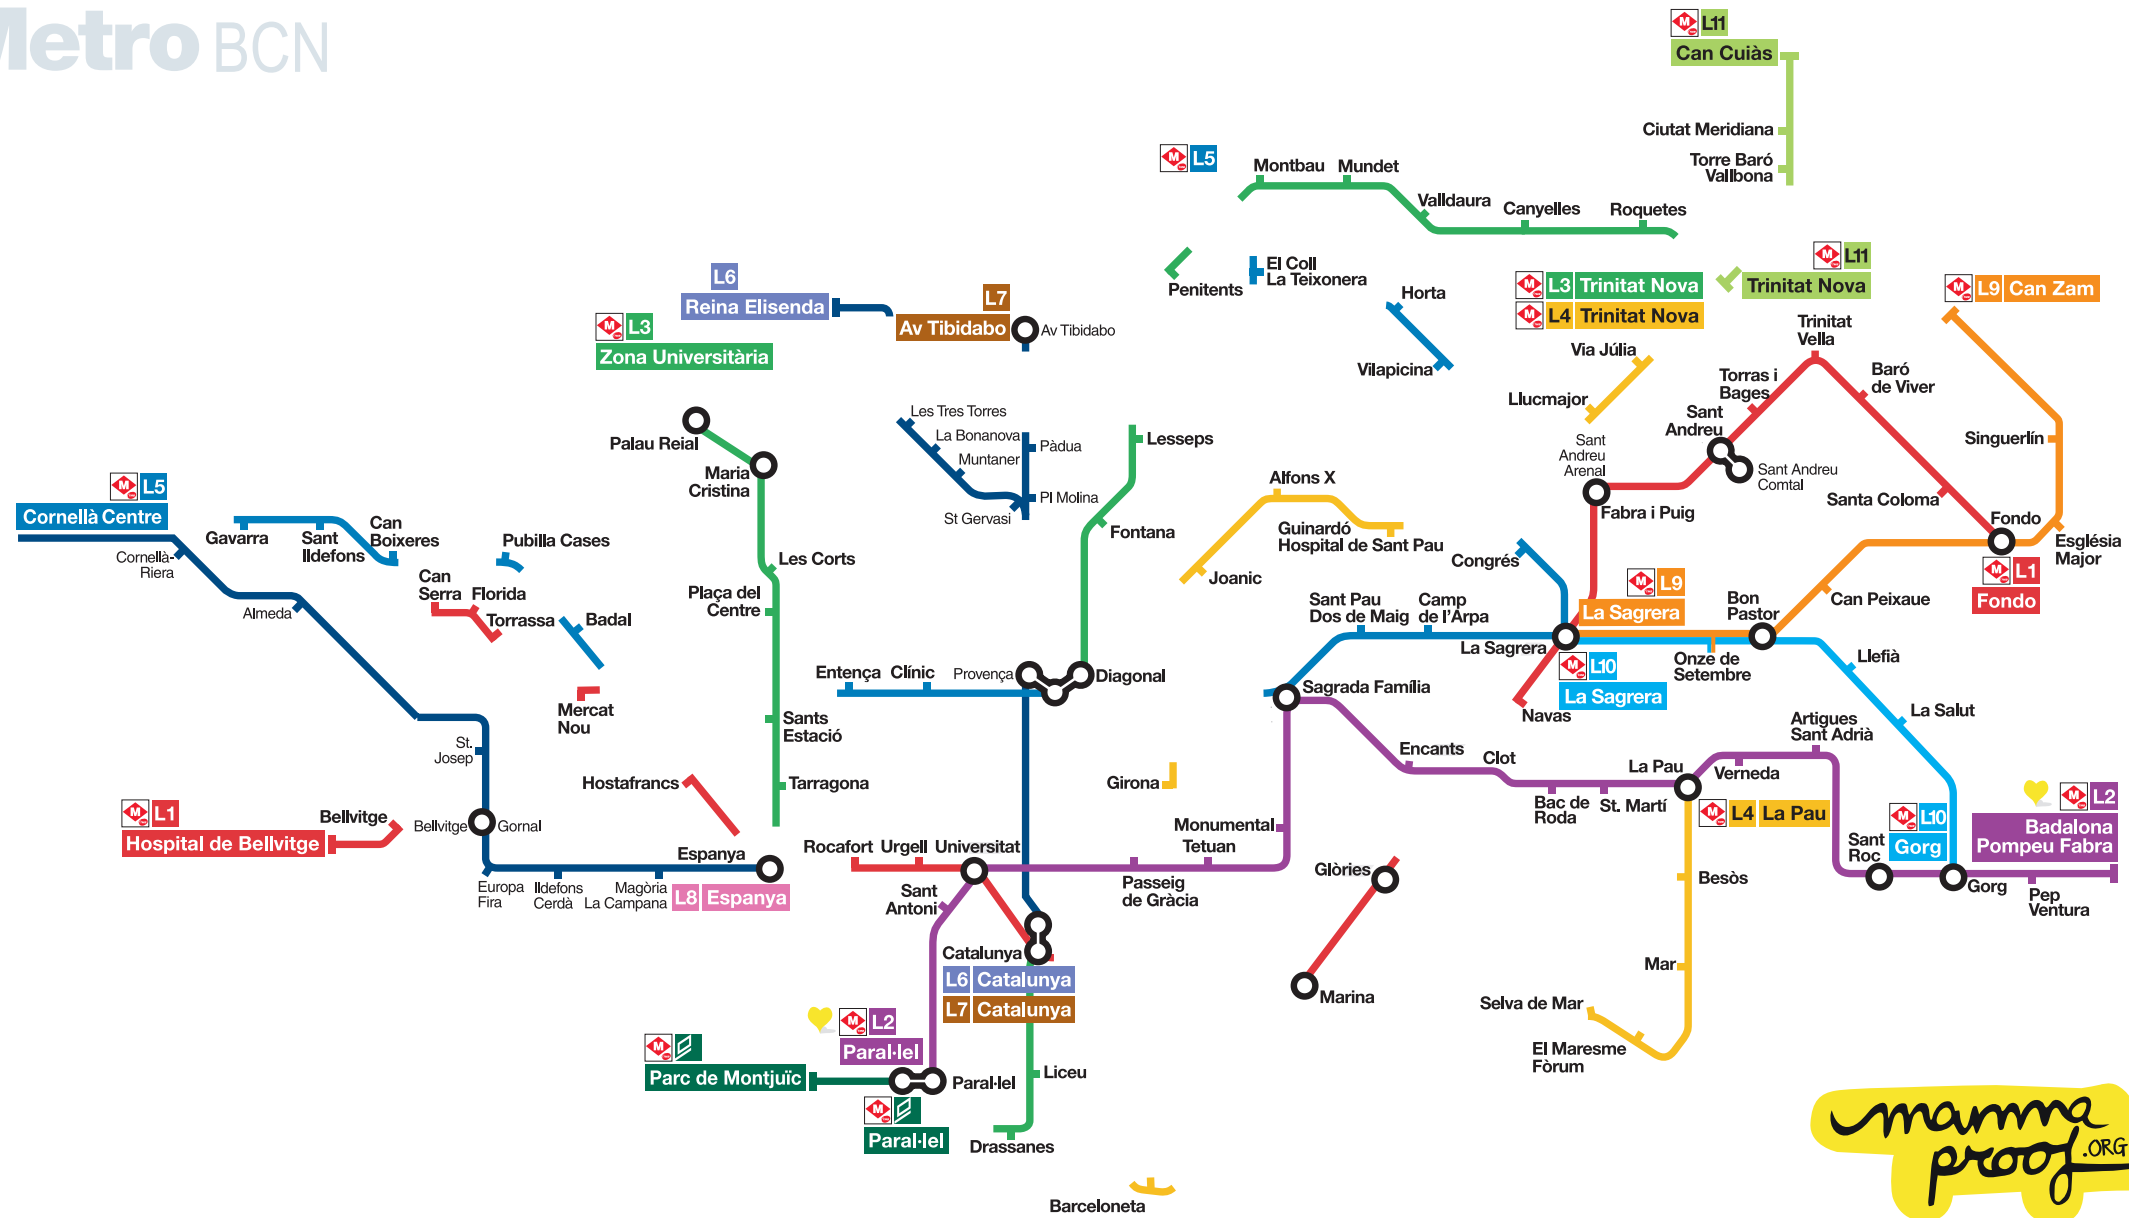 Metro BCN
L11
Can Cuiàs
Ciutat Meridiana
Torre Baró
Vallbona
L5
Montbau
Mundet
Valldaura
Canyelles
Roquetes
Penitents
El Coll
La Teixonera
Horta
Vilapicina
L3 Trinitat Nova
L4 Trinitat Nova
L11
Trinitat Nova
L9 Can Zam
L6
Reina Elisenda
L7
Av Tibidabo
Av Tibidabo
L3
Zona Universitària
Via Júlia
Llucmajor
Trinitat
Vella
Torras i
Bages
Baró
de Viver
Sant
Andreu
Sant
Andreu
Arenal
Sant Andreu
Comtal
Fabra i Puig
Singuerlín
Santa Coloma
Fondo
Església
Major
L1
Fondo
Palau Reial
Maria
Cristina
Les Tres Torres
La Bonanova
Muntaner
St Gervasi
Pàdua
Pl Molina
Lesseps
Fontana
Alfons X
Guinardó
Hospital de Sant Pau
Joanic
Congrés
L5
Cornellà Centre
Cornellà-
Riera
Gavarra
Sant
Ildefons
Can
Boixeres
Pubilla Cases
Can
Serra
Florida
Torrassa
Badal
Almeda
Les Corts
Plaça del
Centre
Sant Pau
Dos de Maig
Camp
de l'Arpa
L9
La Sagrera
La Sagrera
L10
La Sagrera
Bon
Pastor
Can Peixaue
Onze de
Setembre
Llefià
La Salut
Navas
Mercat
Nou
Entença
Clínic
Provença
Diagonal
Sagrada Família
Sants
Estació
Tarragona
St.
Josep
Hostafrancs
Girona
Encants
Clot
La Pau
Verneda
Artigues
Sant Adrià
Bac de
Roda
St. Martí
L4 La Pau
L1
Hospital de Bellvitge
Bellvitge
Bellvitge
Gornal
Europa
Fira
Ildefons
Cerdà
Magòria
La Campana
Espanya
L8 Espanya
Rocafort
Urgell
Universitat
Sant
Antoni
Monumental
Tetuan
Passeig
de Gràcia
Glòries
Marina
Besòs
Sant
Roc
L10
Gorg
Gorg
L2
Badalona
Pompeu Fabra
Pep
Ventura
Mar
Selva de Mar
El Maresme
Fòrum
Catalunya
L6 Catalunya
L7 Catalunya
L2
Paral·lel
Parc de Montjuïc
Paral·lel
Paral·lel
Liceu
Drassanes
Barceloneta
mamma
proof.ORG